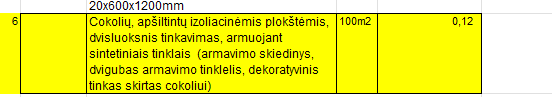 20x600x1200mm
6 Cokolių, apšiltintų izoliacinėmis plokštėmis, 100m2 0,12
dvisluoksnis tinkavimas, armuojant
sintetiniais tinklais (armavimo skiedinys,
dvigubas armavimo tinklelis, dekoratyvinis
tinkas skirtas cokoliui)